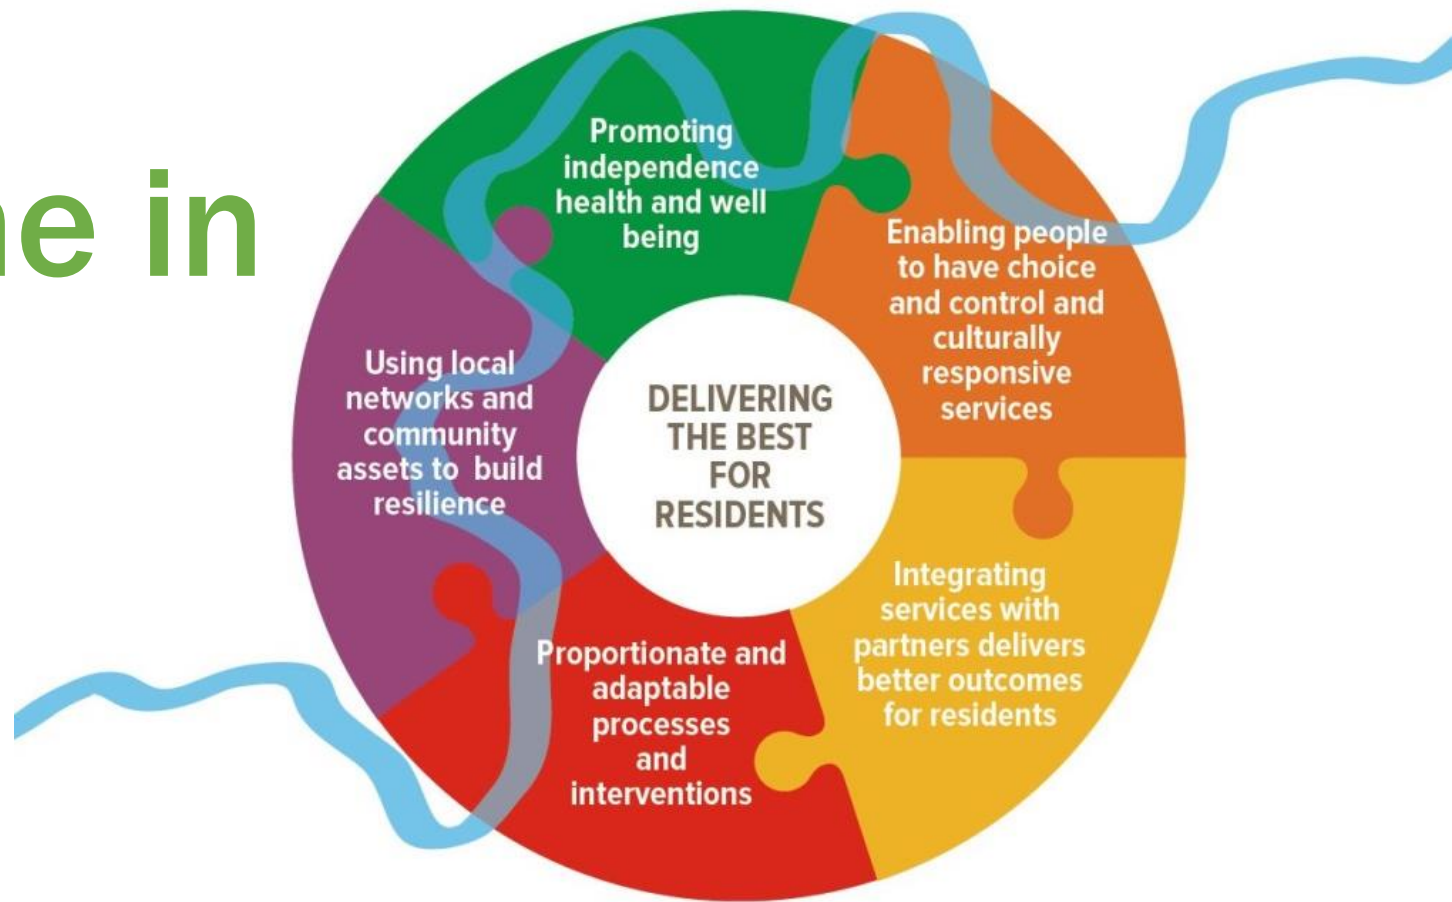 in
Promoting
independence
health and well
being
Enabling people
to have choice
and control and
culturally
responsive
services
Using local
networks and
community
assets to build
resilience
DELIVERING
THE BEST
FOR
RESIDENTS
Integrating
services with
partners delivers
better outcomes
for residents
Proportionate and
adaptable
processes
and
interventions